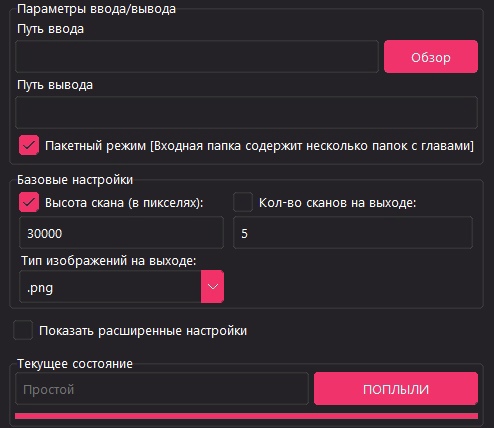 Параметры ввода/вывода
Путь ввода
Обзор
Путь вывода
Пакетный режим [Входная папка содержит несколько папок с главами]
Базовые настройки
Высота скана (в пикселях):
Кол-во сканов на выходе:
30000
5
Тип изображений на выходе:
.png
Показать расширенные настройки
Текущее состояние
Простой
ПОПЛЫЛИ